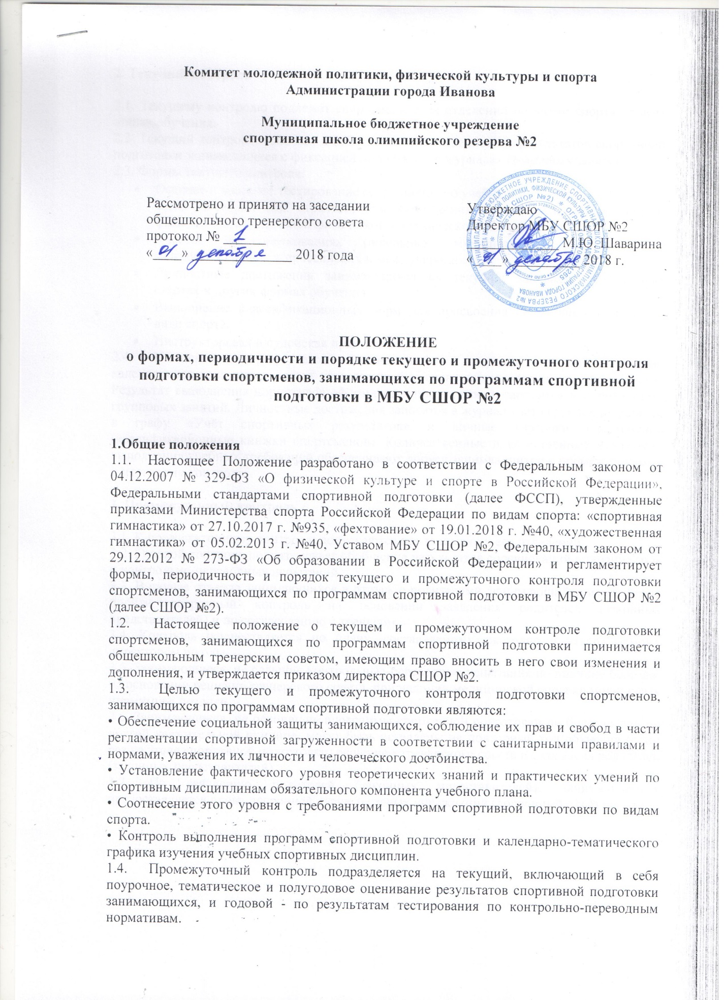 Комитет молодежной политики, физической культуры и спорта
Администрации города Иванова
Муниципальное бюджетное учреждение
спортивная школа олимпийского резерва №2
Рассмотрено и принято на заседании
общешкольного тренерского совета
протокол № 1
« 01 » декабря 2018 года
Утверждаю
Директор МБУ СШОР №2
М.Ю. Шаварина
« 01 » декабря 2018 г.
ПОЛОЖЕНИЕ
о формах, периодичности и порядке текущего и промежуточного контроля
подготовки спортсменов, занимающихся по программам спортивной
подготовки в МБУ СШОР №2
1.Общие положения
1.1. Настоящее Положение разработано в соответствии с Федеральным законом от
04.12.2007 № 329-ФЗ «О физической культуре и спорте в Российской Федерации»,
Федеральными стандартами спортивной подготовки (далее ФССП), утвержденные
приказами Министерства спорта Российской Федерации по видам спорта: «спортивная
гимнастика» от 27.10.2017 г. №935, «фехтование» от 19.01.2018 г. №40, «художественная
гимнастика» от 05.02.2013 г. №40, Уставом МБУ СШОР №2, Федеральным законом от
29.12.2012 № 273-ФЗ «Об образовании в Российской Федерации» и регламентирует
формы, периодичность и порядок текущего и промежуточного контроля подготовки
спортсменов, занимающихся по программам спортивной подготовки в МБУ СШОР №2
(далее СШОР №2).
1.2. Настоящее положение о текущем и промежуточном контроле подготовки
спортсменов, занимающихся по программам спортивной подготовки принимается
общешкольным тренерским советом, имеющим право вносить в него свои изменения и
дополнения, и утверждается приказом директора СШОР №2.
1.3. Целью текущего и промежуточного контроля подготовки спортсменов,
занимающихся по программам спортивной подготовки являются:
• Обеспечение социальной защиты занимающихся, соблюдение их прав и свобод в части
регламентации спортивной загруженности в соответствии с санитарными правилами и
нормами, уважения их личности и человеческого достоинства.
• Установление фактического уровня теоретических знаний и практических умений по
спортивным дисциплинам обязательного компонента учебного плана.
• Соотнесение этого уровня с требованиями программ спортивной подготовки по видам
спорта.
• Контроль выполнения программ спортивной подготовки и календарно-тематического
графика изучения учебных спортивных дисциплин.
1.4. Промежуточный контроль подразделяется на текущий, включающий в себя
поурочное, тематическое и полугодовое оценивание результатов спортивной подготовки
занимающихся, и годовой - по результатам тестирования по контрольно-переводным
нормативам.